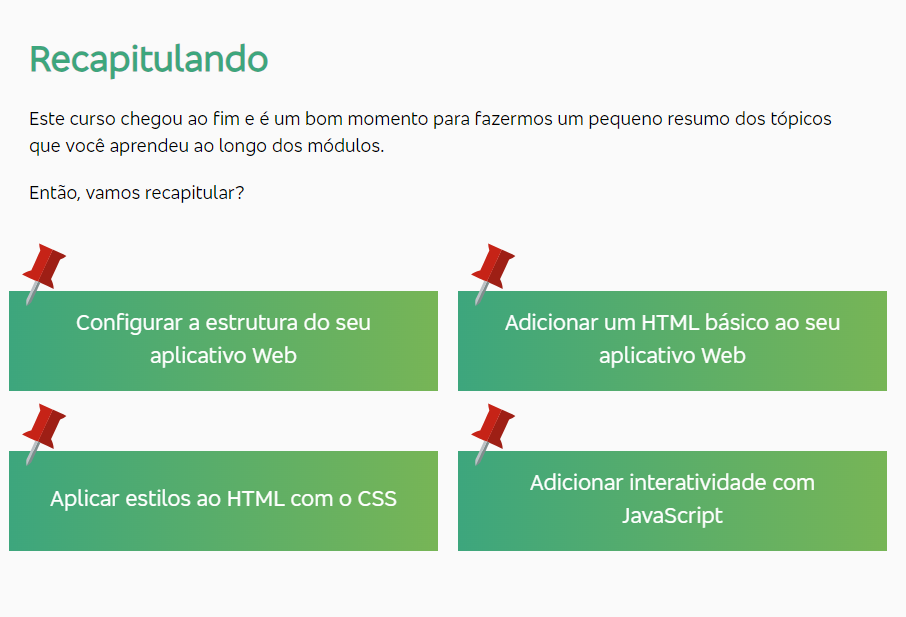 Recapitulando
Este curso chegou ao fim e é um bom momento para fazermos um pequeno resumo dos tópicos
que você aprendeu ao longo dos módulos.
Então, vamos recapitular?
Configurar a estrutura do seu
aplicativo Web
Adicionar um HTML básico ao seu
aplicativo Web
Aplicar estilos ao HTML com o CSS
Adicionar interatividade com
JavaScript